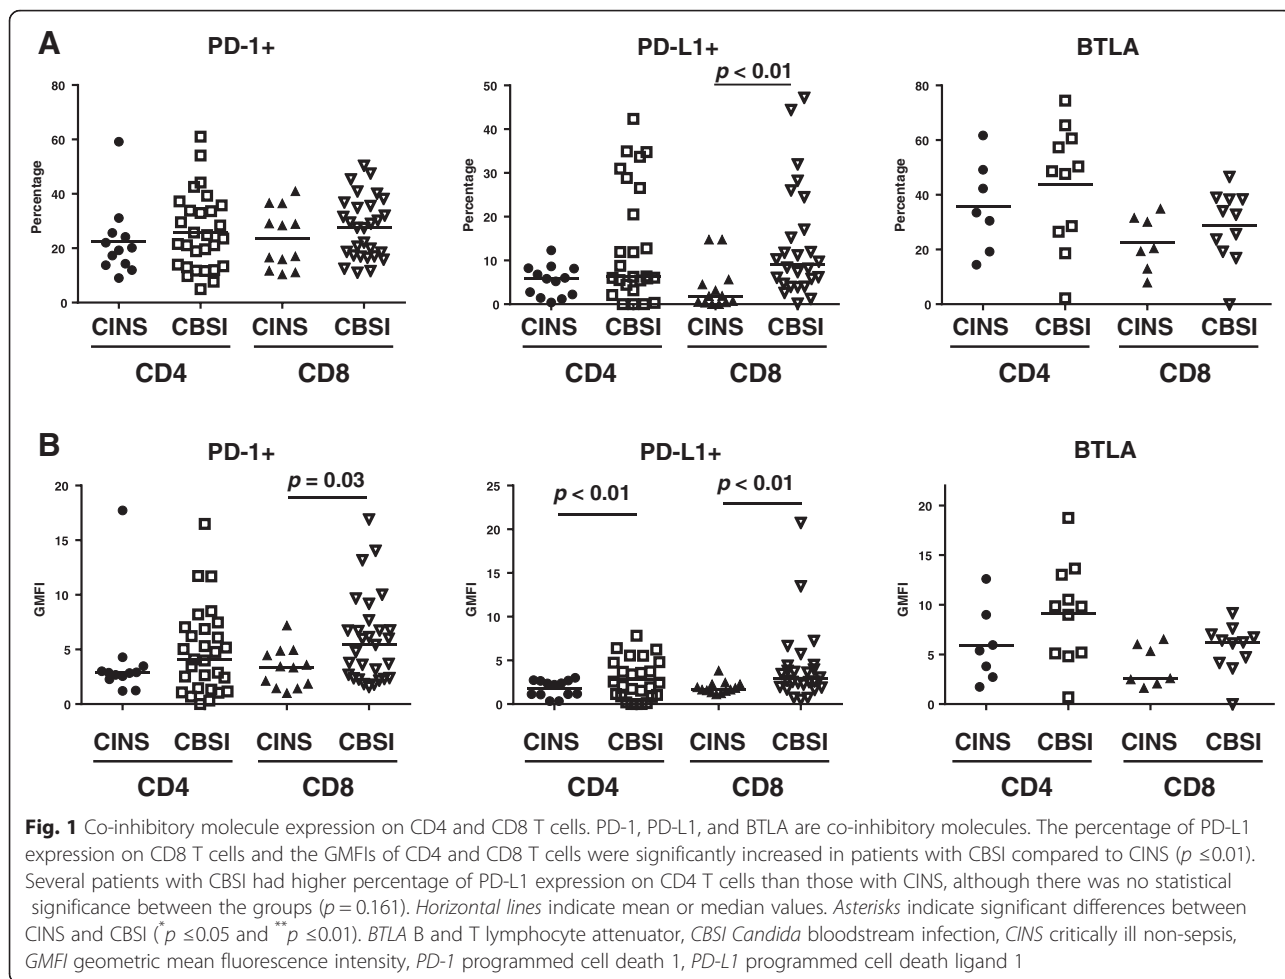 A
PD-1+
PD-L1+
BTLA
p < 0.01
80
60
40
20
0
Percentage
50
40
30
20
10
0
Percentage
80
60
40
20
0
Percentage
CINS CBSI CINS CBSI
CD4 CD8
CINS CBSI CINS CBSI
CD4 CD8
CINS CBSI CINS CBSI
CD4 CD8
B
PD-1+
PD-L1+
BTLA
p = 0.03
p < 0.01
p < 0.01
20
15
10
5
0
GMFI
25
20
15
10
5
0
GMFI
20
15
10
5
0
GMFI
CINS CBSI CINS CBSI
CD4 CD8
CINS CBSI CINS CBSI
CD4 CD8
CINS CBSI CINS CBSI
CD4 CD8
Fig. 1 Co-inhibitory molecule expression on CD4 and CD8 T cells. PD-1, PD-L1, and BTLA are co-inhibitory molecules. The percentage of PD-L1
expression on CD8 T cells and the GMFIs of CD4 and CD8 T cells were significantly increased in patients with CBSI compared to CINS (p ≤0.01).
Several patients with CBSI had higher percentage of PD-L1 expression on CD4 T cells than those with CINS, although there was no statistical
significance between the groups (p = 0.161). Horizontal lines indicate mean or median values. Asterisks indicate significant differences between
CINS and CBSI (*p ≤0.05 and **p ≤0.01). BTLA B and T lymphocyte attenuator, CBSI Candida bloodstream infection, CINS critically ill non-sepsis,
GMFI geometric mean fluorescence intensity, PD-1 programmed cell death 1, PD-L1 programmed cell death ligand 1